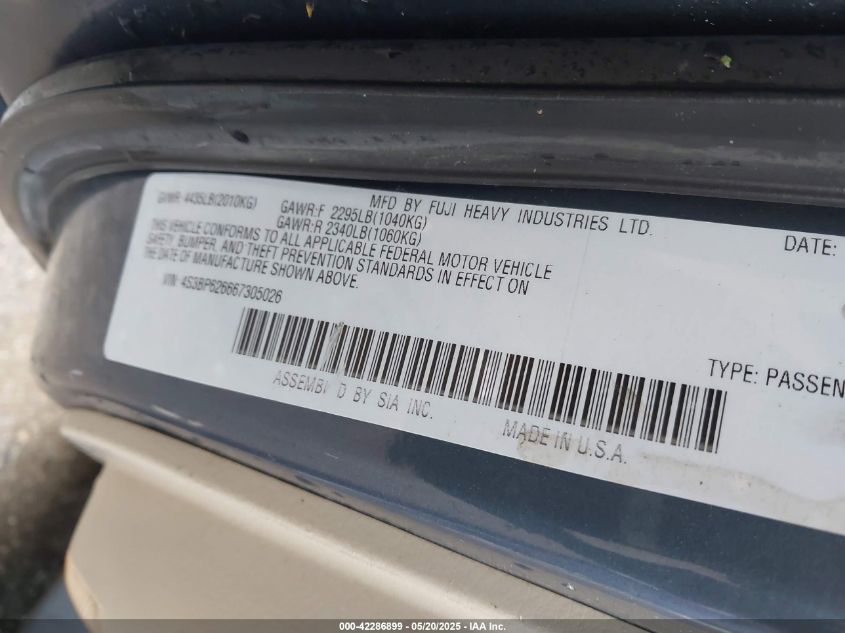 MFD BY FUJI HEAVY INDUSTRIES LTD.
DATE:
GAWR:F 2295LB(1040KG)
4435LB(2010KG)
GAWR:R 2340LB(1060KG)
THIS VEHICLE CONFORMS TO ALL APPLICABLE FEDERAL MOTOR VEHICLE
SAFETY, BUMPER, AND THEFT PREVENTION STANDARDS IN EFFECT ON
THE DATE OF MANUFACTURE SHOWN ABOVE.
VIN: 4S3BP626667305026
TYPE: PASSEN
ASSEMB D BY SIA INC.
MADE IN U.S.A.
000-42286899 — 05/20/2025 — IAA Inc.